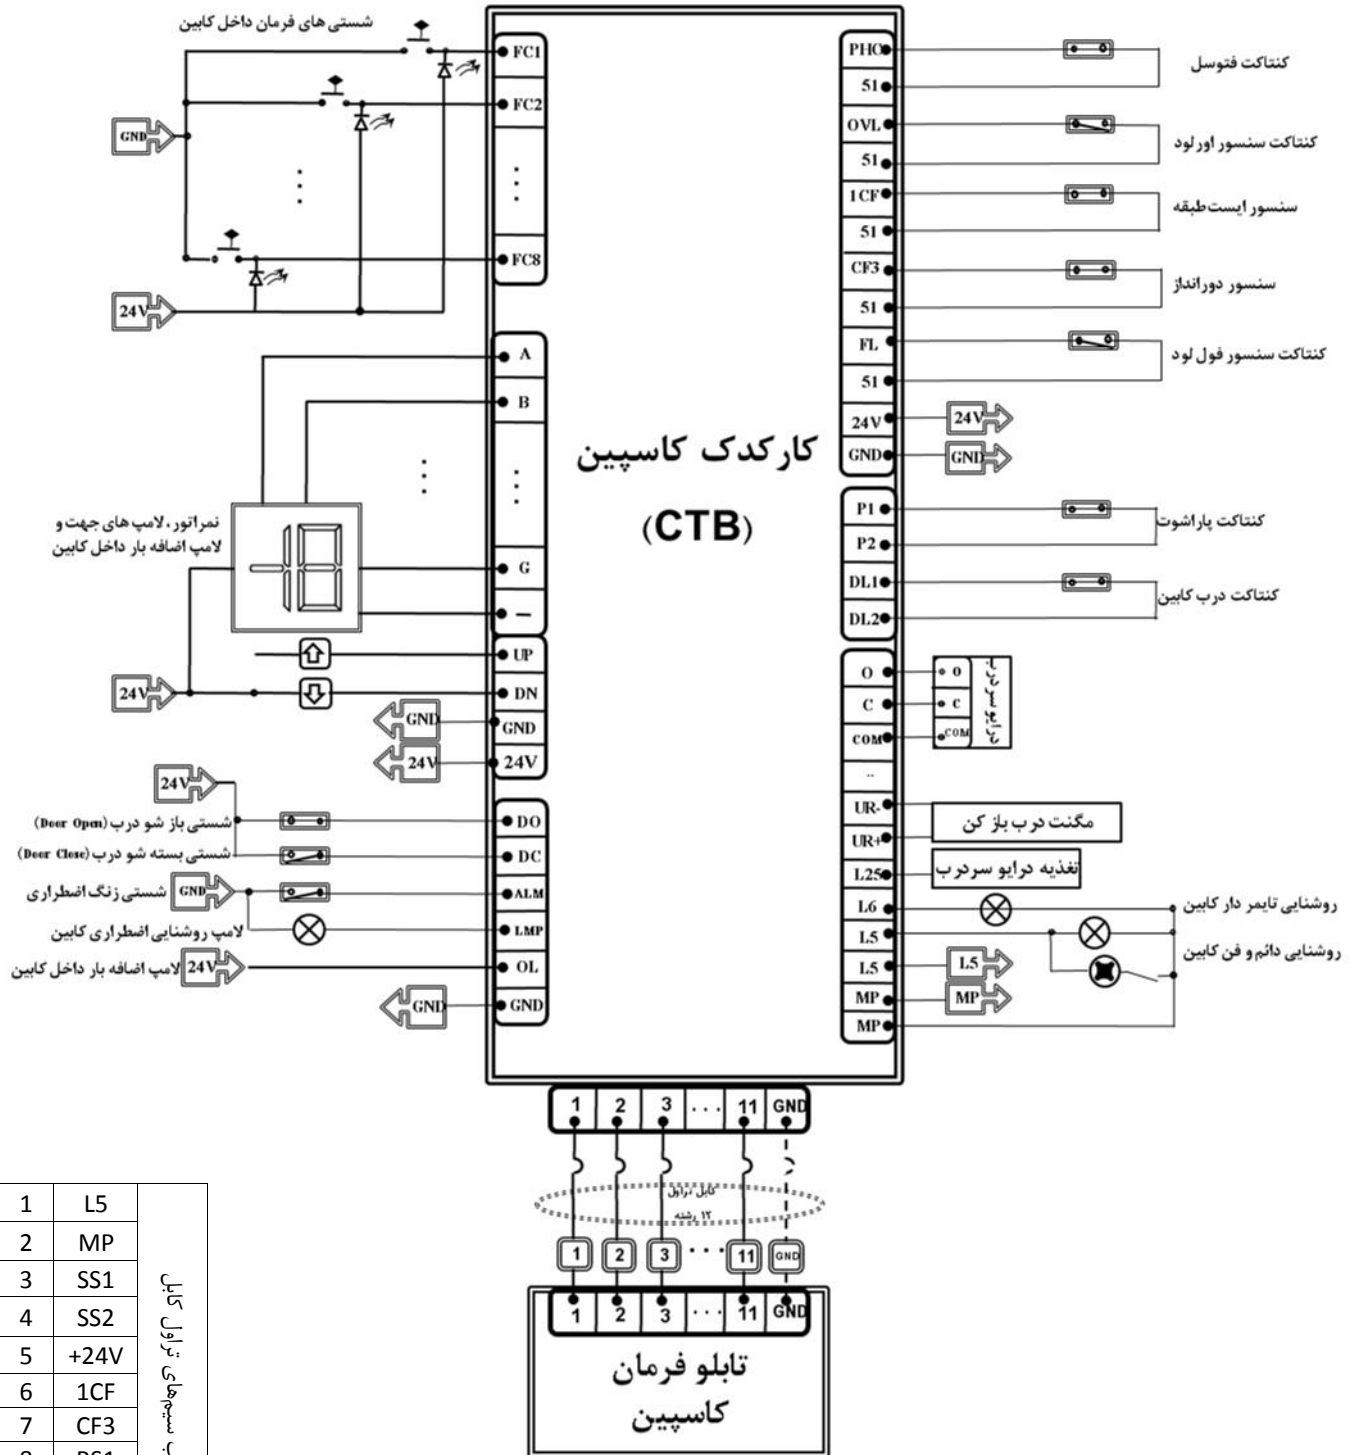 شستی های فرمان داخل کابین
FC1
FC2
GND
FC8
24V
A
B
نمراتور ، لامپ های جهت و
لامپ اضافه بار داخل کابین
G
–
UP
24V
DN
GND
GND
24V
24V
24V
شستی باز شو درب (Door Open)
DO
شستی بسته شو درب (Door Close)
DC
شستی زنگ اضطراری
GND
ALM
لامپ روشنایی اضطراری کابین
LMP
لامپ اضافه بار داخل کابین
24V
OL
GND
GND
کارکدک کاسپین
(CTB)
PHO
51
کنتاکت فتوسل
OVL
51
کنتاکت سنسور اورلود
1CF
51
سنسور ایست طبقه
CF3
51
سنسور دورانداز
FL
51
کنتاکت سنسور فول لود
24V
24V
GND
GND
P1
P2
کنتاکت پاراشوت
DL1
DL2
کنتاکت درب کابین
O
O
C
C
COM
COM
درایو سر درب
..
UR-
UR+
مگنت درب باز کن
L25
تغذیه درایو سردرب
L6
روشنایی تایمر دار کابین
L5
روشنایی دائم و فن کابین
L5
L5
MP
MP
MP
1 2 3 ... 11 GND
کابل تراول
۱۲ رشته
1 2 3 ... 11 GND
1 2 3 ... 11 GND
تابلو فرمان
کاسپین
1 L5
2 MP
3 SS1
4 SS2
5 +24V
6 1CF
7 CF3
سیم‌های تراول کابل